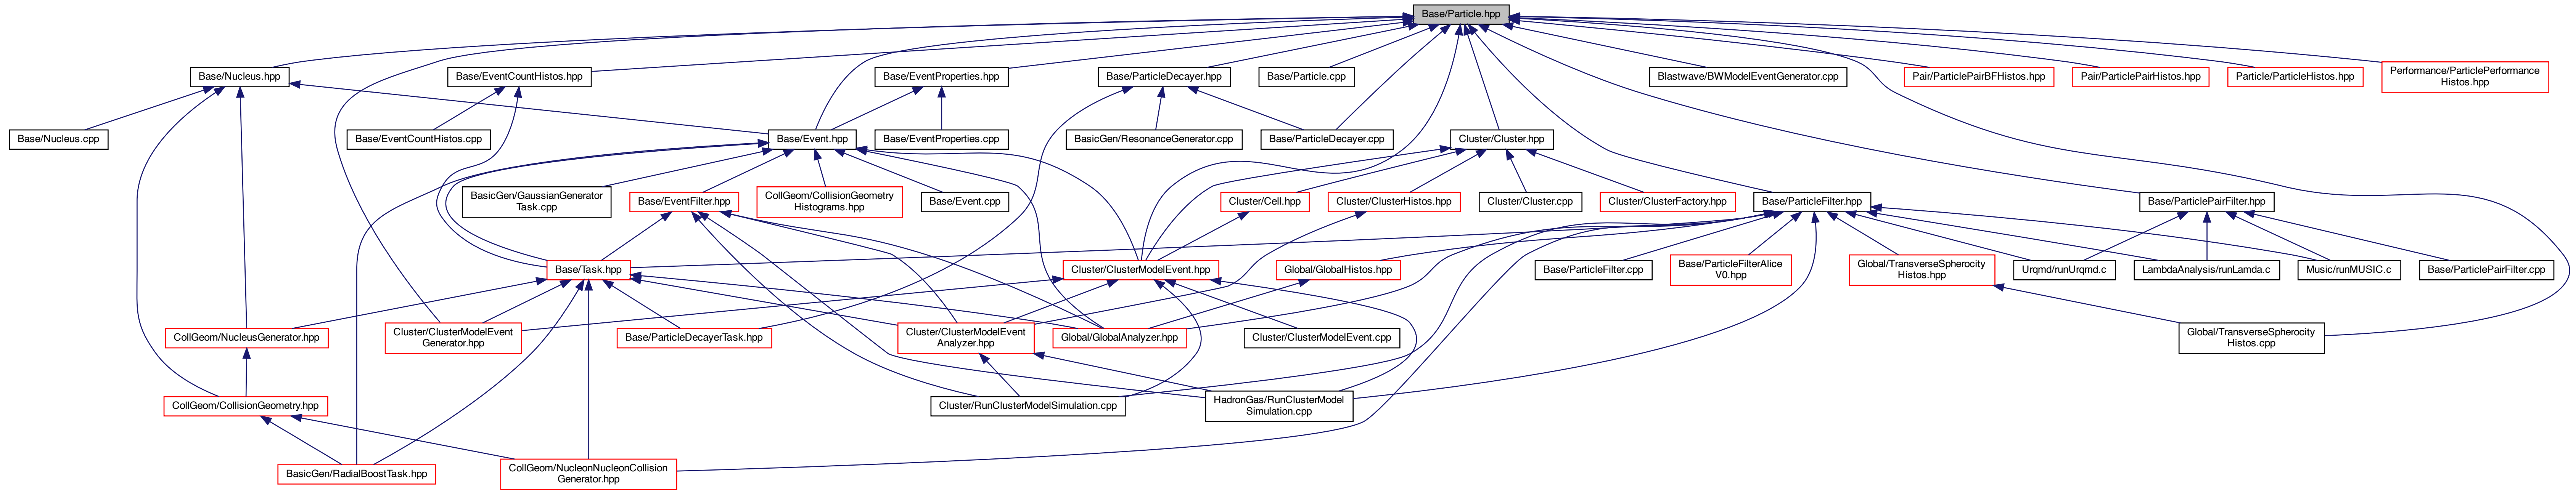 Base/Particle.hpp
Base/Nucleus.hpp
Base/EventCountHistos.hpp
Base/EventProperties.hpp
Base/ParticleDecayer.hpp
Base/Particle.cpp
Blastwave/BWModelEventGenerator.cpp
Pair/ParticlePairBFHistos.hpp
Pair/ParticlePairHistos.hpp
Particle/ParticleHistos.hpp
Performance/ParticlePerformance
Histos.hpp
Base/Nucleus.cpp
Base/EventCountHistos.cpp
Base/Event.hpp
Base/EventProperties.cpp
BasicGen/ResonanceGenerator.cpp
Base/ParticleDecayer.cpp
Cluster/Cluster.hpp
BasicGen/GaussianGenerator
Task.cpp
Base/EventFilter.hpp
CollGeom/CollisionGeometry
Histograms.hpp
Base/Event.cpp
Cluster/Cell.hpp
Cluster/ClusterHistos.hpp
Cluster/Cluster.cpp
Cluster/ClusterFactory.hpp
Base/ParticleFilter.hpp
Base/ParticlePairFilter.hpp
Base/Task.hpp
Cluster/ClusterModelEvent.hpp
Global/GlobalHistos.hpp
Base/ParticleFilter.cpp
Base/ParticleFilterAlice
V0.hpp
Global/TransverseSpherocity
Histos.hpp
Urqmd/runUrqmd.c
LambdaAnalysis/runLamda.c
Music/runMUSIC.c
Base/ParticlePairFilter.cpp
CollGeom/NucleusGenerator.hpp
Cluster/ClusterModelEvent
Generator.hpp
Base/ParticleDecayerTask.hpp
Cluster/ClusterModelEvent
Analyzer.hpp
Global/GlobalAnalyzer.hpp
Cluster/ClusterModelEvent.cpp
Global/TransverseSpherocity
Histos.cpp
CollGeom/CollisionGeometry.hpp
Cluster/RunClusterModelSimulation.cpp
HadronGas/RunClusterModel
Simulation.cpp
BasicGen/RadialBoostTask.hpp
CollGeom/NucleonNucleonCollision
Generator.hpp